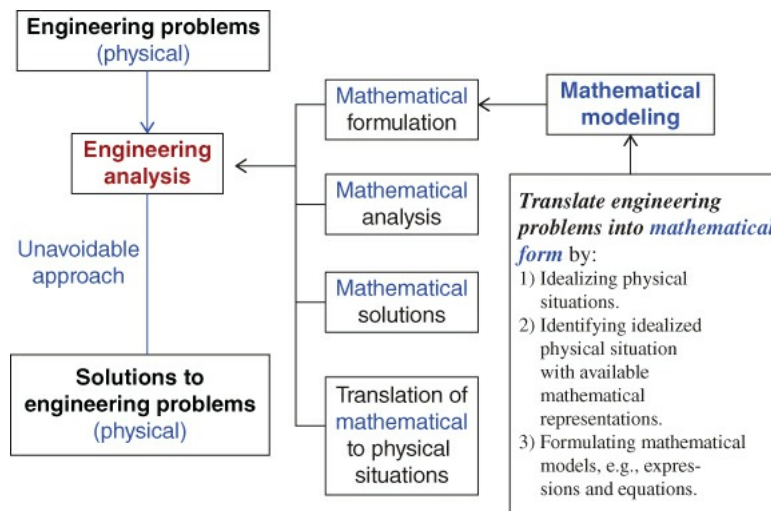 Engineering problems
(physical)
Engineering
analysis
Unavoidable
approach
Solutions to
engineering problems
(physical)
Mathematical
formulation
Mathematical
analysis
Mathematical
solutions
Translation of
mathematical
to physical
situations
Mathematical
modeling
Translate engineering
problems into mathematical
form by:
1) Idealizing physical
situations.
2) Identifying idealized
physical situation
with available
mathematical
representations.
3) Formulating mathematical
models, e.g., expres-
sions and equations.